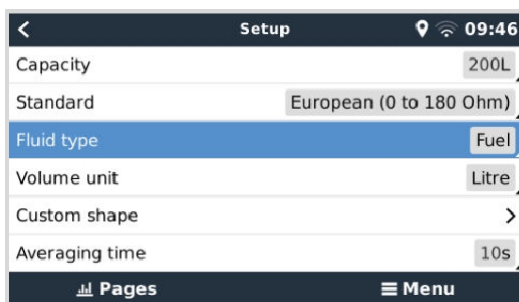 Setup 09:46
Capacity 200L
Standard European (0 to 180 Ohm)
Fluid type Fuel
Volume unit Litre
Custom shape
Averaging time 10s
Pages Menu